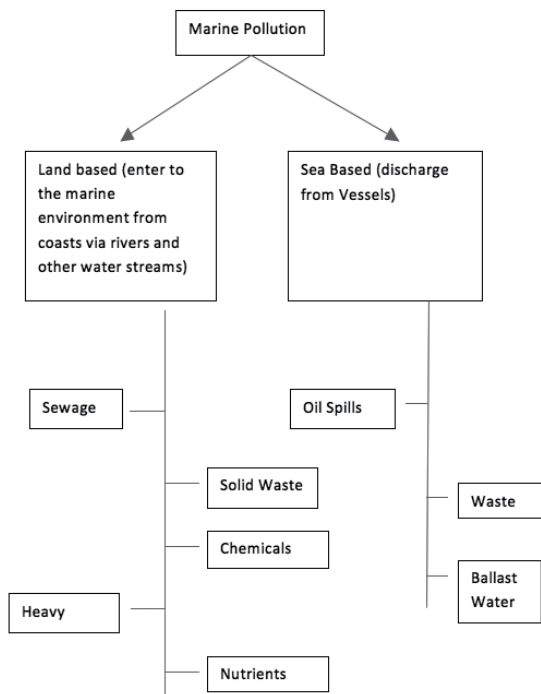 Marine Pollution
Land based (enter to
the marine
environment from
coasts via rivers and
other water streams)
Sea Based (discharge
from Vessels)
Sewage
Oil Spills
Solid Waste
Waste
Chemicals
Ballast
Water
Heavy
Nutrients